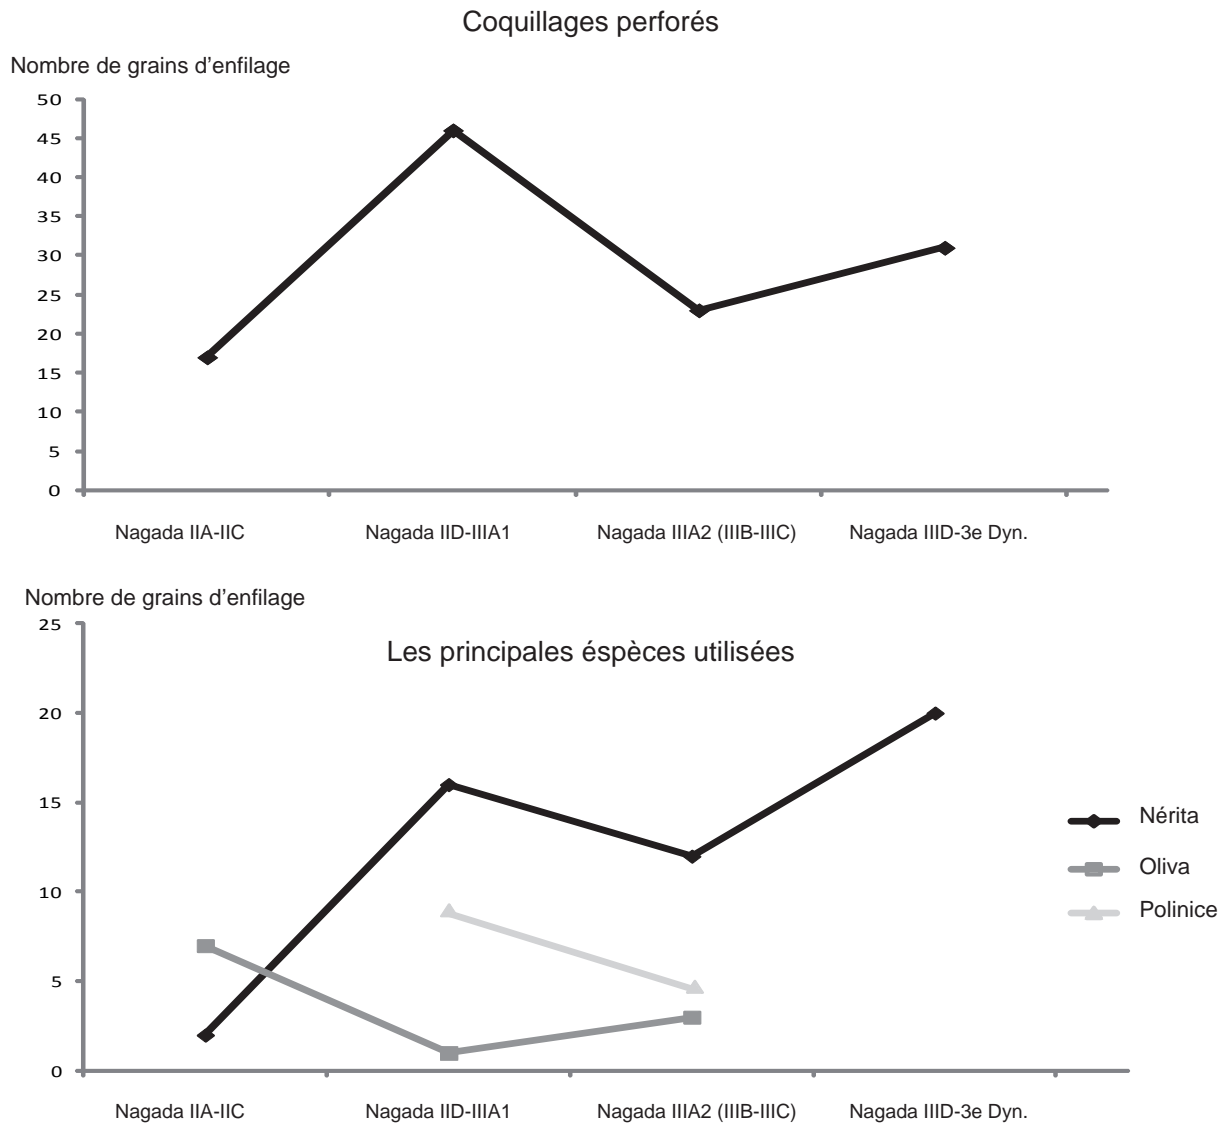 Coquillages perforés
Nombre de grains d’enfilage
50
45
40
35
30
25
20
15
10
5
0
Nagada IIA-IIC Nagada IID-IIIA1 Nagada IIIA2 (IIIB-IIIC) Nagada IIID-3e Dyn.
Nombre de grains d’enfilage
25
Les principales éspèces utilisées
20
15
Nérita
Oliva
10
Polinice
5
0
Nagada IIA-IIC Nagada IID-IIIA1 Nagada IIIA2 (IIIB-IIIC) Nagada IIID-3e Dyn.